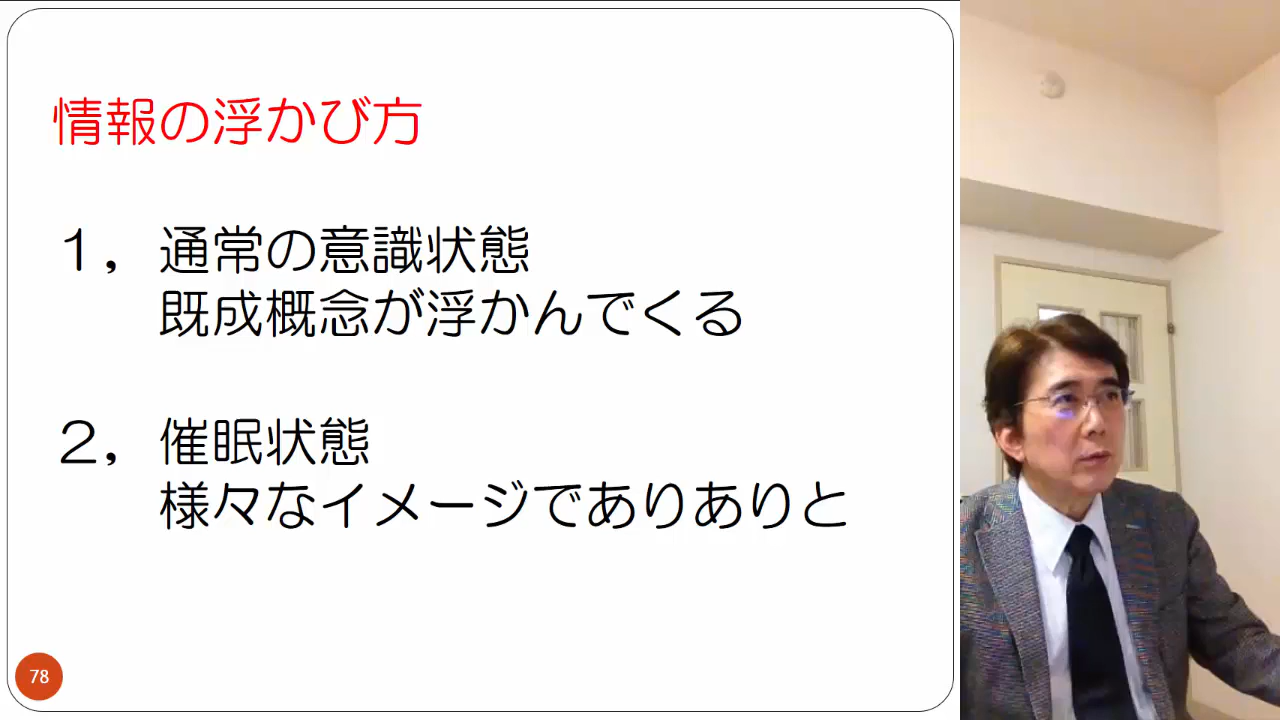 情報の浮かび方
１，通常の意識状態
既成概念が浮かんでくる
２，催眠状態
様々なイメージでありありと
78